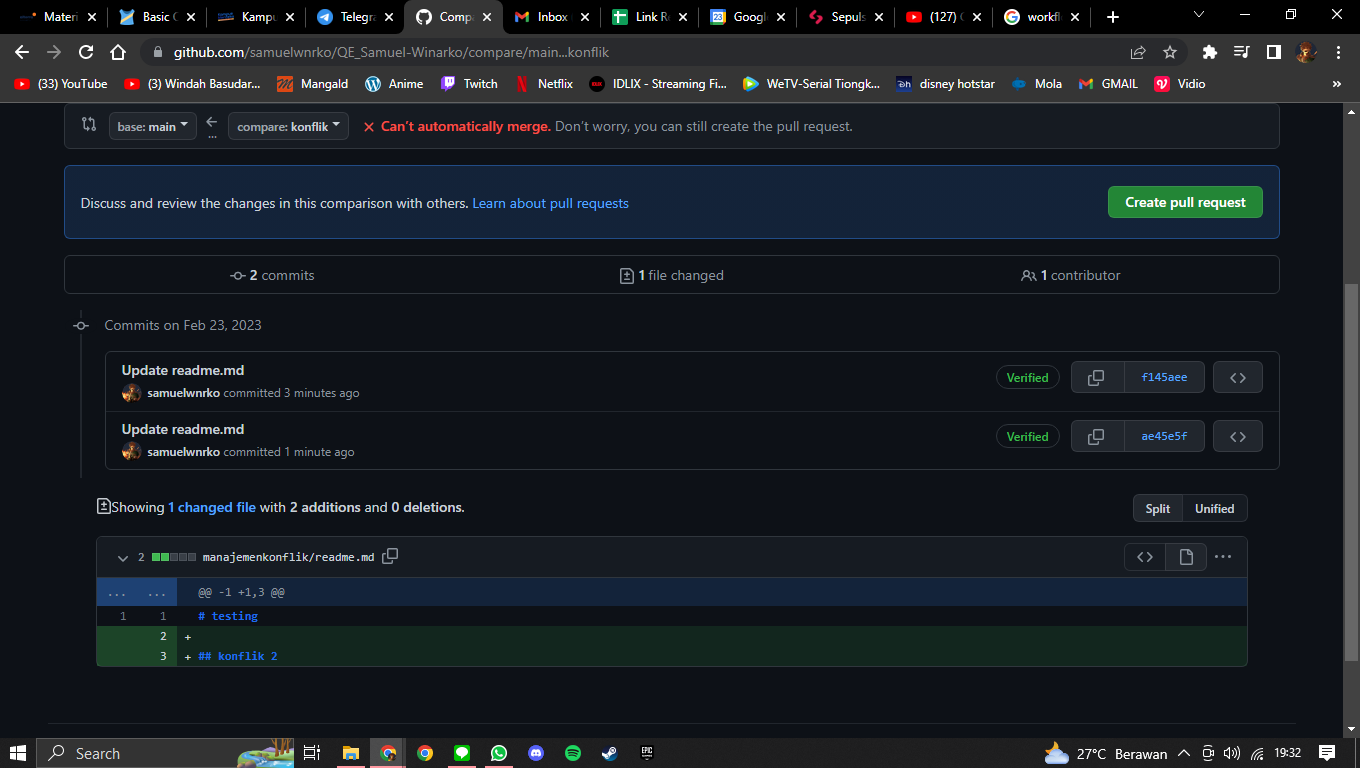 Materi
Basic C
Kampu
Telegra
Compa
Inbox
Link Re
Google
Sepuls
(127)
workfl
github.com/samuelwnrko/QE_Samuel-Winarko/compare/main...konflik
(33) YouTube
(3) Windah Basudar...
Mangald
Anime
Twitch
Netflix
IDLIX - Streaming Fi...
WeTV-Serial Tiongk...
disney hotstar
Mola
GMAIL
Vidio
»
base: main
compare: konflik
Can't automatically merge. Don't worry, you can still create the pull request.
Discuss and review the changes in this comparison with others. Learn about pull requests
Create pull request
2 commits
1 file changed
1 contributor
Commits on Feb 23, 2023
Update readme.md
samuelwnrko committed 3 minutes ago
Verified
f145aee
Update readme.md
samuelwnrko committed 1 minute ago
Verified
ae45e5f
Showing 1 changed file with 2 additions and 0 deletions.
Split
Unified
2
manajemenkonflik/readme.md
... ... @@ -1 +1,3 @@
1 1 # testing
2 +
3 + ## konflik 2
Search
EPIC
27°C Berawan
19:32